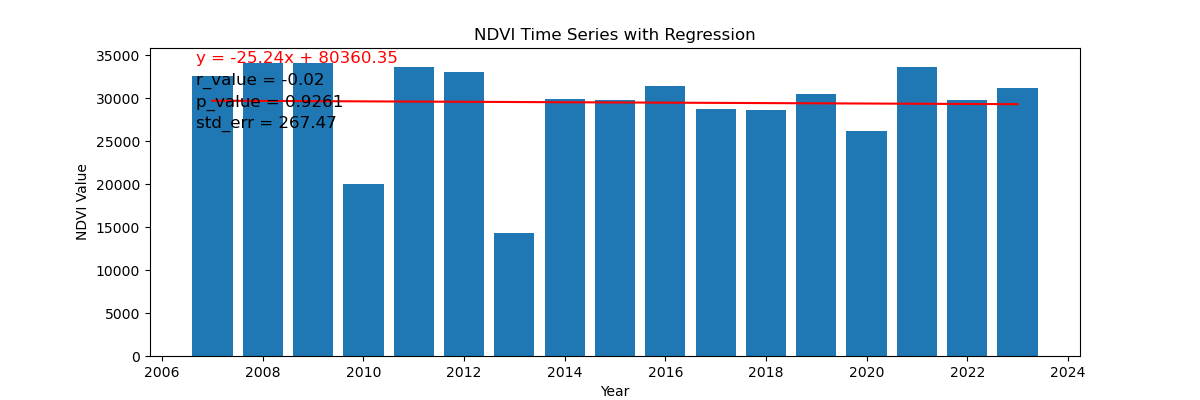 NDVI Time Series with Regression
y = -25.24x + 80360.35
r_value = -0.02
p_value = 0.9261
std_err = 267.47
NDVI Value
35000
30000
25000
20000
15000
10000
5000
0
2006 2008 2010 2012 2014 2016 2018 2020 2022 2024
Year